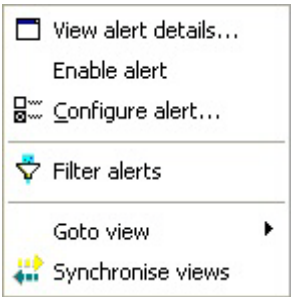 View alert details...
Enable alert
Configure alert...
Filter alerts
Goto view
Synchronise views